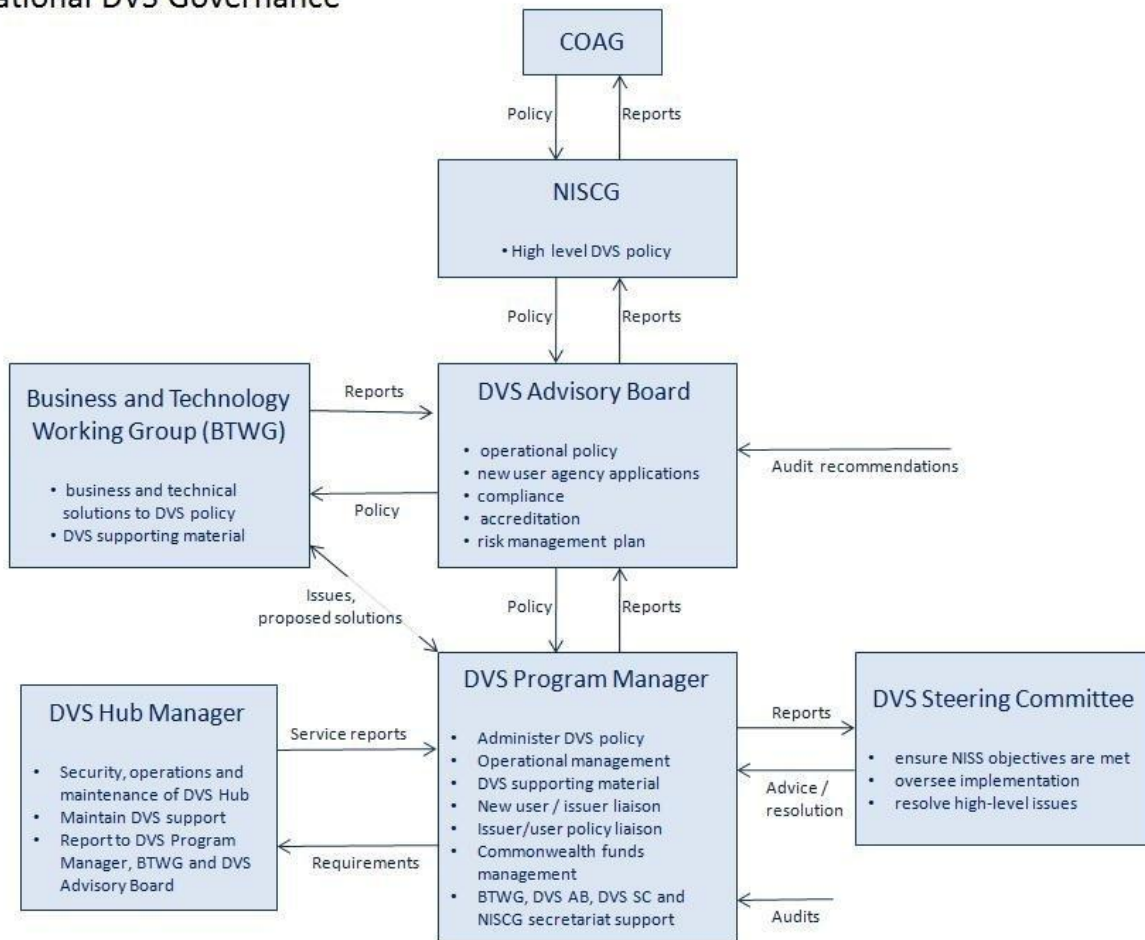 ational DVS Governance
COAG
Policy
Reports
NISCG
• High level DVS policy
Policy
Reports
Business and Technology
Working Group (BTWG)
• business and technical
solutions to DVS policy
• DVS supporting material
Reports
Policy
DVS Advisory Board
• operational policy
• new user agency applications
• compliance
• accreditation
• risk management plan
Audit recommendations
Issues,
proposed solutions
Policy
Reports
DVS Hub Manager
• Security, operations and
maintenance of DVS Hub
• Maintain DVS support
• Report to DVS Program
Manager, BTWG and DVS
Advisory Board
Service reports
Requirements
DVS Program Manager
• Administer DVS policy
• Operational management
• DVS supporting material
• New user / issuer liaison
• Issuer/user policy liaison
• Commonwealth funds
management
• BTWG, DVS AB, DVS SC and
NISCG secretariat support
Reports
Advice /
resolution
Audits
DVS Steering Committee
• ensure NISS objectives are met
• oversee implementation
• resolve high-level issues